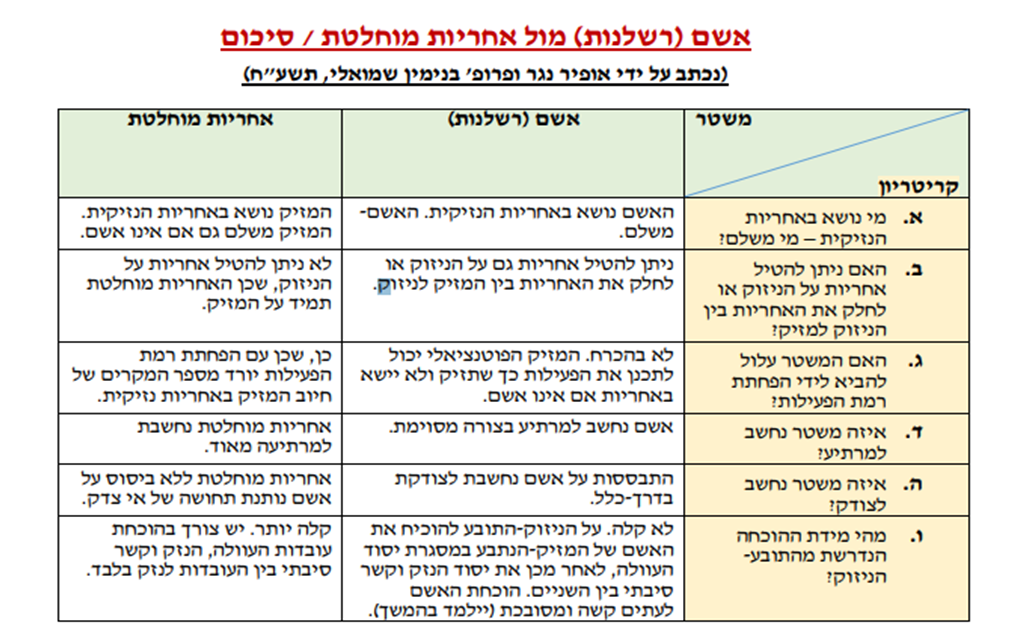 אשם (רשלנות) מול אחריות מוחלטת / סיכום
(נכתב על ידי אופיר נגר ופרופ' בנימין שמואלי, תשע"ח)
משטר
קריטריון
אשם (רשלנות)
אחריות מוחלטת
א. מי נושא באחריות
הנזיקית – מי משלם?
האשם נושא באחריות הנזיקית. האשם-
משלם.
המזיק נושא באחריות הנזיקית.
המזיק משלם גם אם אינו אשם.
ב. האם ניתן להטיל
אחריות על הניזוק או
לחלק את האחריות בין
הניזוק למזיק?
ניתן להטיל אחריות גם על הניזוק או
לחלק את האחריות בין המזיק לניזוק.
לא ניתן להטיל אחריות על
הניזוק, שכן האחריות מוחלטת
תמיד על המזיק.
ג. האם המשטר עלול
להביא לידי הפחתת
רמת הפעילות?
לא בהכרח. המזיק הפוטנציאלי יכול
לתכנן את הפעילות כך שתזיק ולא יישא
באחריות אם אינו אשם.
כן, שכן עם הפחתת רמת
הפעילות יורד מספר המקרים של
חיוב המזיק באחריות נזיקית.
ד. איזה משטר נחשב
למרתיע?
אשם נחשב למרתיע בצורה מסוימת.
אחריות מוחלטת נחשבת
למרתיעה מאוד.
ה. איזה משטר נחשב
לצודק?
התבססות על אשם נחשבת לצודקת
בדרך-כלל.
אחריות מוחלטת ללא ביסוס על
אשם נותנת תחושה של אי צדק.
ו. מהי מידת ההוכחה
הנדרשת מהתובע-
הניזוק?
לא קלה. על הניזוק-התובע להוכיח את
האשם של המזיק-הנתבע במסגרת יסוד
העוולה, לאחר מכן את יסוד הנזק וקשר
סיבתי בין השניים. הוכחת האשם
לעתים קשה ומסובכת (יילמד בהמשך).
קלה יותר. יש צורך בהוכחת
עובדות העוולה, הנזק וקשר
סיבתי בין העובדות לנזק בלבד.